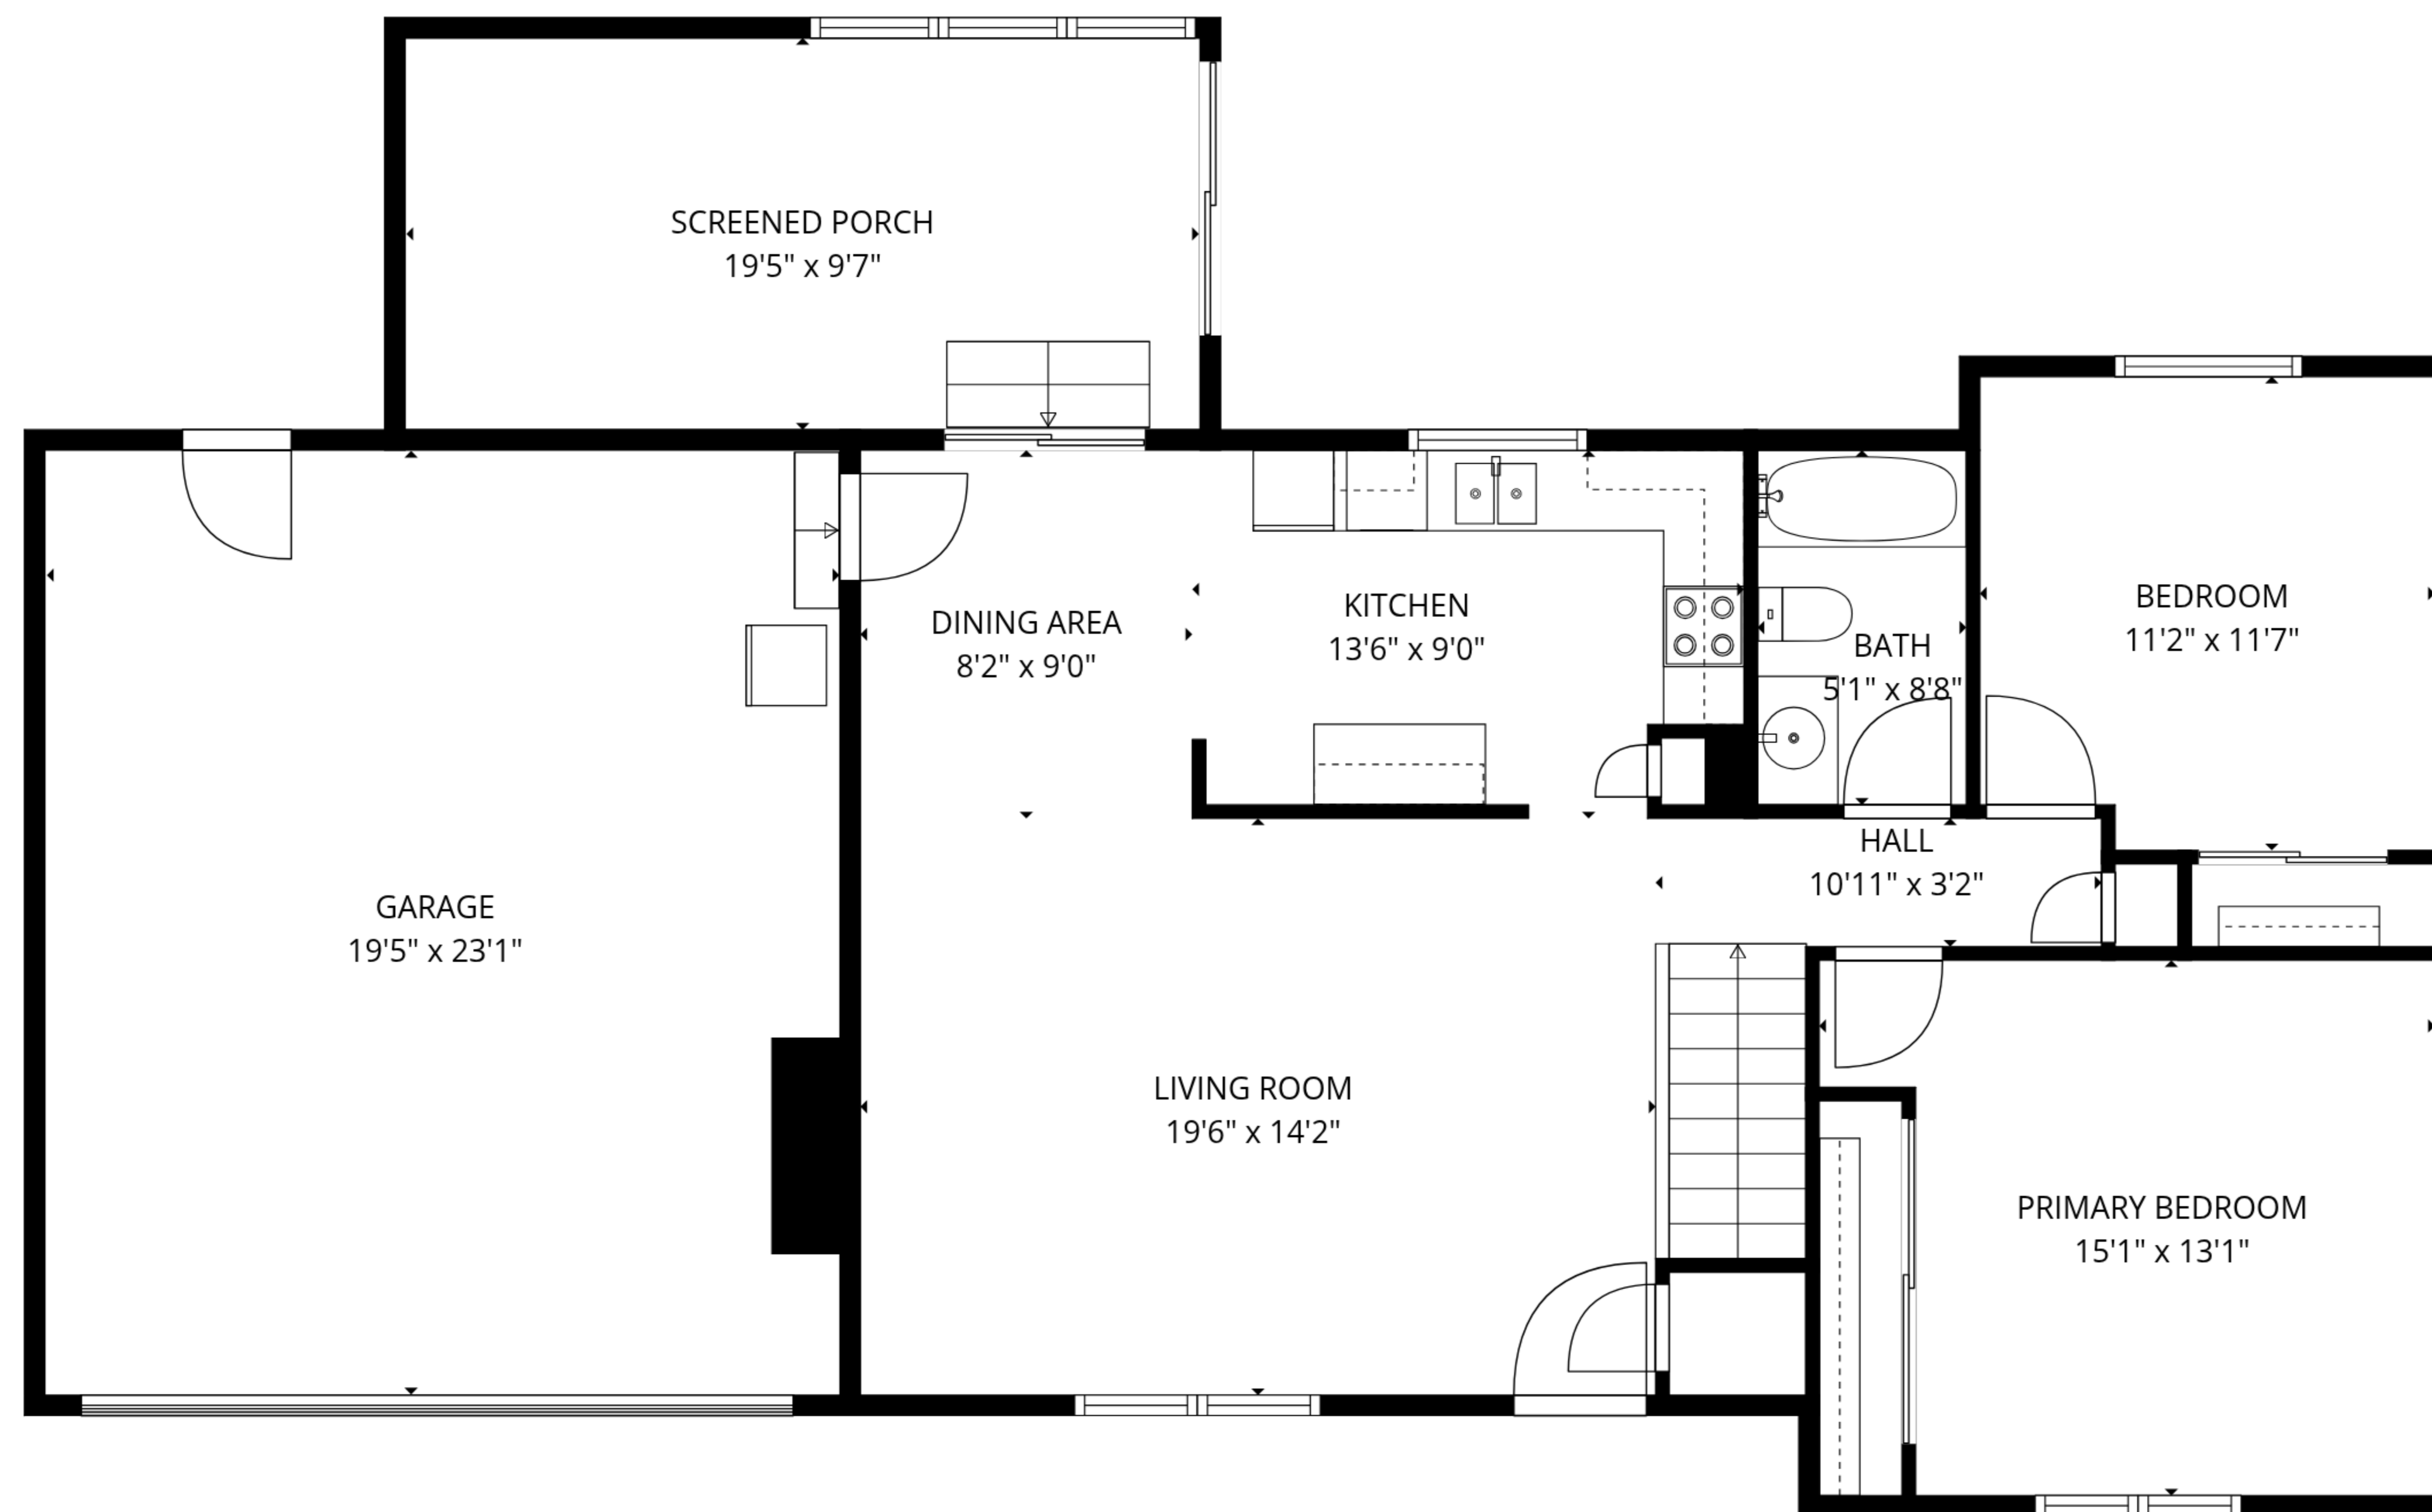 SCREENED PORCH
19'5" x 9'7"
DINING AREA
8'2" x 9'0"
KITCHEN
13'6" x 9'0"
BATH
5'1" x 8'8"
BEDROOM
11'2" x 11'7"
HALL
10'11" x 3'2"
GARAGE
19'5" x 23'1"
LIVING ROOM
19'6" x 14'2"
PRIMARY BEDROOM
15'1" x 13'1"